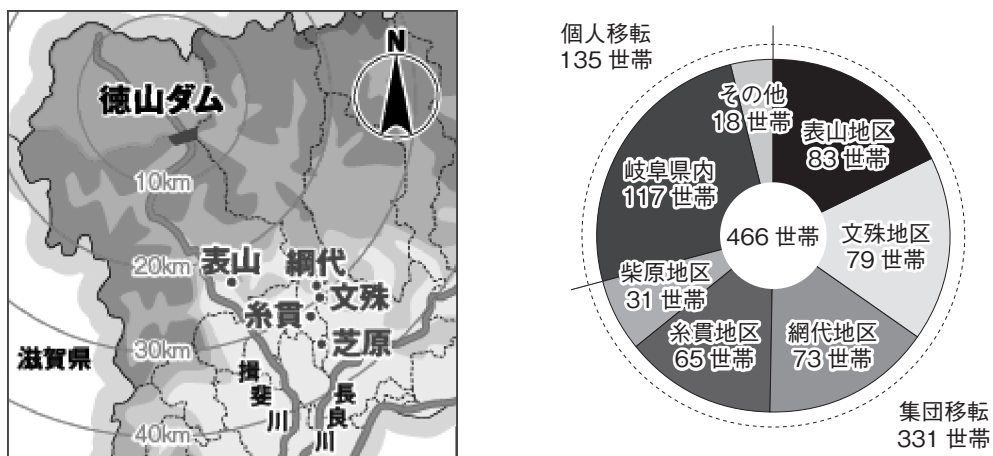 N
徳山ダム
10km
20km
30km
40km
表山
網代
文殊
糸貫
芝原
滋賀県
揖斐川
長良川
個人移転
135 世帯
その他
18 世帯
表山地区
83 世帯
岐阜県内
117 世帯
466 世帯
文殊地区
79 世帯
柴原地区
31 世帯
糸貫地区
65 世帯
網代地区
73 世帯
集団移転
331 世帯